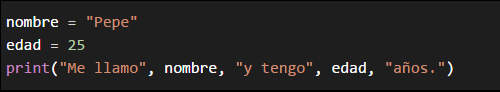 nombre = "Pepe"
edad = 25
print("Me llamo", nombre, "y tengo", edad, "años.")